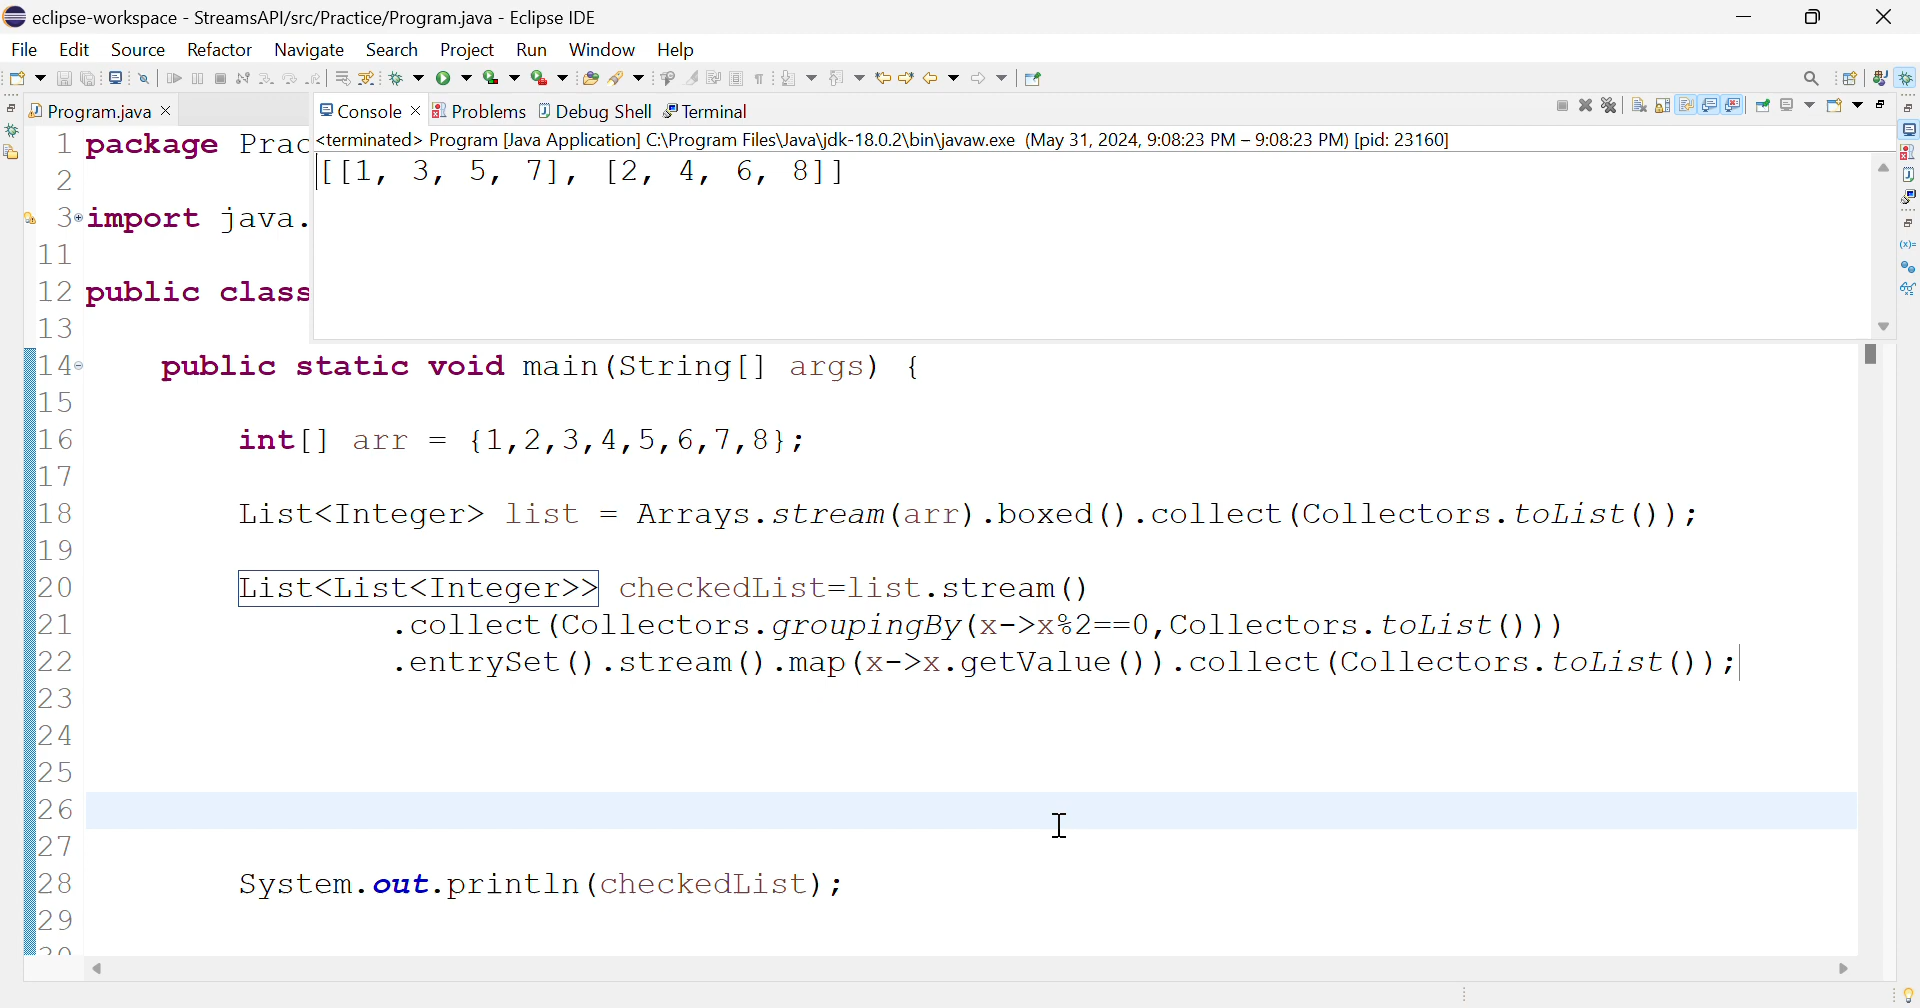 eclipse-workspace - StreamsAPI/src/Practice/Program.java - Eclipse IDE
File Edit Source Refactor Navigate Search Project Run Window Help
Program.java
Console Problems Debug Shell Terminal
<terminated> Program [Java Application] C:\Program Files\Java\jdk-18.0.2\bin\javaw.exe (May 31, 2024, 9:08:23 PM – 9:08:23 PM) [pid: 23160]
[[1, 3, 5, 7], [2, 4, 6, 8]]
1 package Prac
2
3 import java.
11
12 public class
13
14 public static void main(String[] args) {
15
16 int[] arr = {1,2,3,4,5,6,7,8};
17
18 List<Integer> list = Arrays.stream(arr).boxed().collect(Collectors.toList());
19
20 List<List<Integer>> checkedList=list.stream()
21 .collect(Collectors.groupingBy(x->x%2==0,Collectors.toList()))
22 .entrySet().stream().map(x->x.getValue()).collect(Collectors.toList());
23
24
25
26
27
28 System.out.println(checkedList);
29